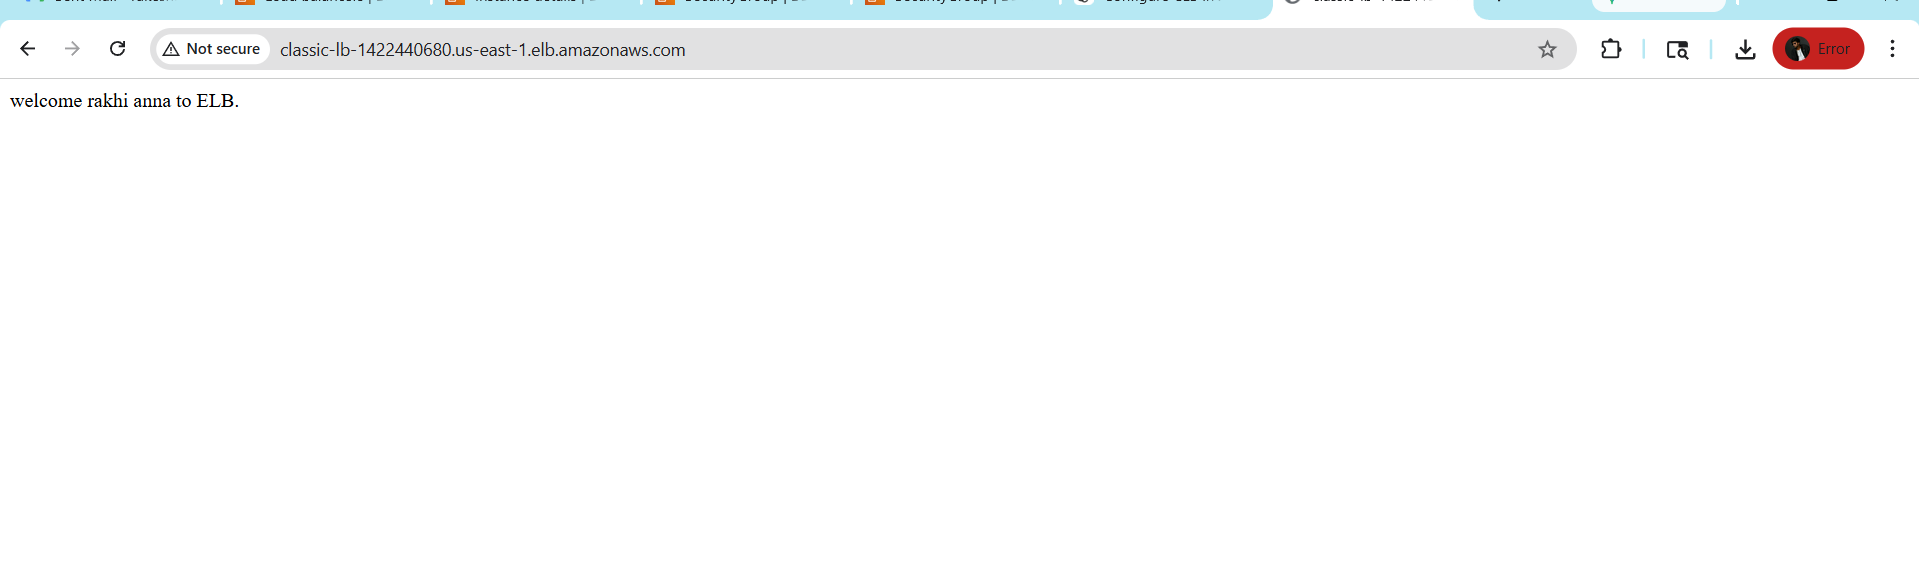 Not secure
classic-lb-1422440680.us-east-1.elb.amazonaws.com
Error
welcome rakhi anna to ELB.